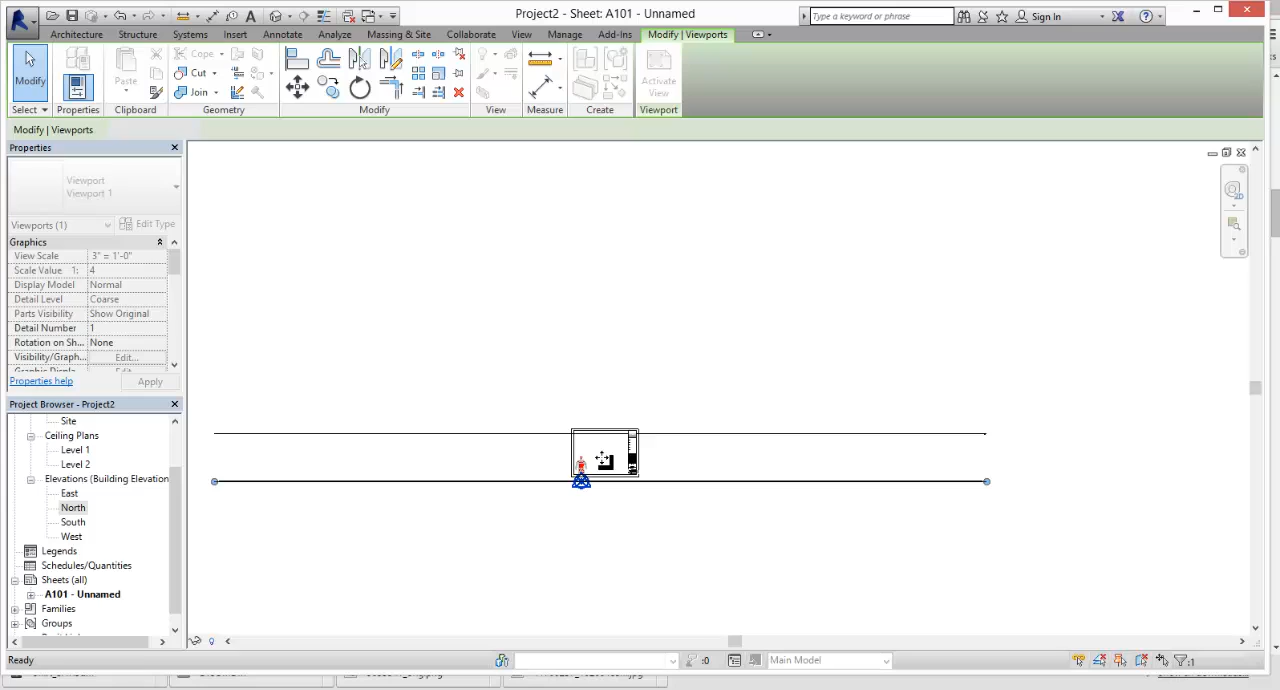 Project2 - Sheet: A101 - Unnamed
Type a keyword or phrase
Sign In
Architecture Structure Systems Insert Annotate Analyze Massing & Site Collaborate View Manage Add-Ins Modify | Viewports
Modify
Paste
Cope
Cut
Join
Activate
View
Select Properties Clipboard Geometry Modify View Measure Create Viewport
Modify | Viewports
Properties
Viewport
Viewport 1
Viewports (1) Edit Type
Graphics
View Scale 3" = 1'-0"
Scale Value 1: 4
Display Model Normal
Detail Level Coarse
Parts Visibility Show Original
Detail Number 1
Rotation on Sh... None
Visibility/Graph... Edit...
Properties help Apply
Project Browser - Project2
Site
Ceiling Plans
Level 1
Level 2
Elevations (Building Elevation
East
North
South
West
Legends
Schedules/Quantities
Sheets (all)
A101 - Unnamed
Families
Groups
Ready
:0
Main Model
:1
2D